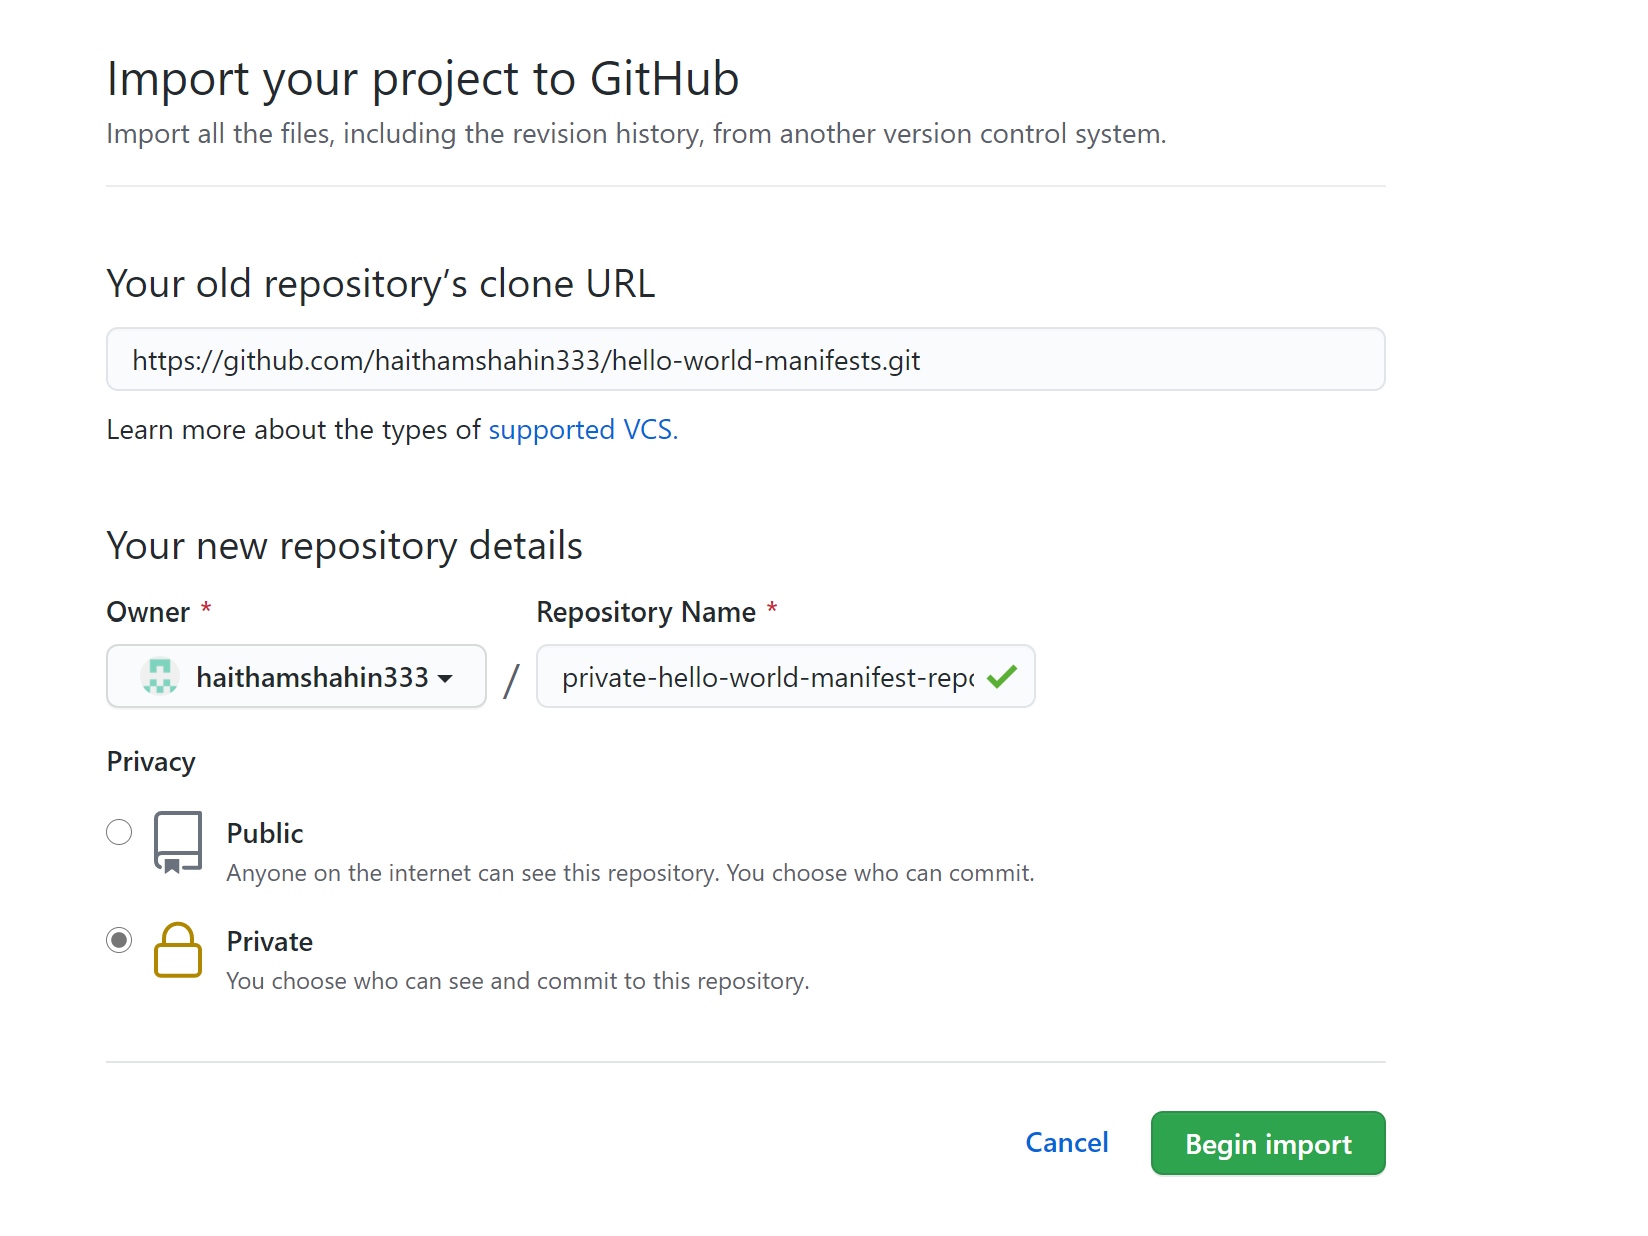 Import your project to GitHub
Import all the files, including the revision history, from another version control system.
Your old repository’s clone URL
https://github.com/haithamshahin333/hello-world-manifests.git
Learn more about the types of supported VCS.
Your new repository details
Owner *
Repository Name *
haithamshahin333 / private-hello-world-manifest-repo
Privacy
Public
Anyone on the internet can see this repository. You choose who can commit.
Private
You choose who can see and commit to this repository.
Cancel
Begin import